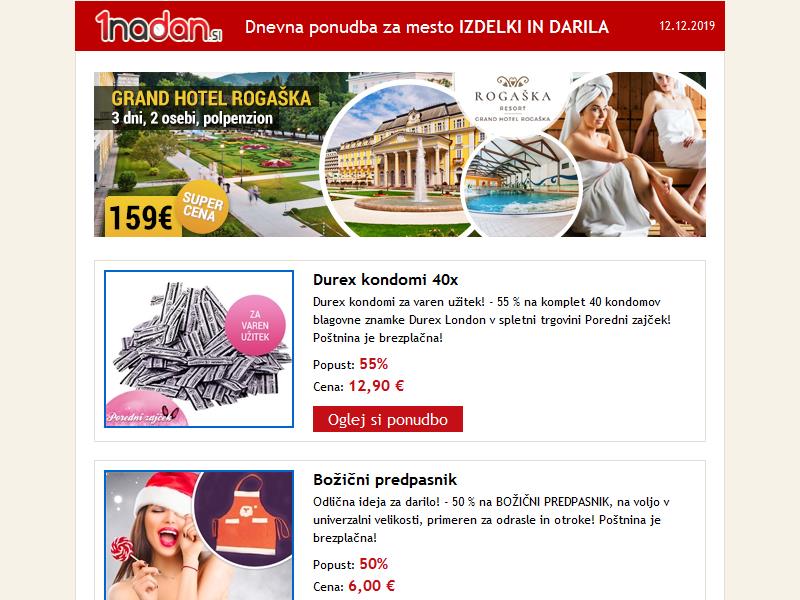 1nadan.si
Dnevna ponudba za mesto IZDELKI IN DARILA
12.12.2019
GRAND HOTEL ROGAŠKA
3 dni, 2 osebi, polpenzion
159€
SUPER
CENA
ROGAŠKA
RESORT
GRAND HOTEL ROGAŠKA
ZA
VAREN
UŽITEK
Poredni zajček
Durex kondomi 40x
Durex kondomi za varen užitek! - 55 % na komplet 40 kondomov
blagovne znamke Durex London v spletni trgovini Poredni zajček!
Poštnina je brezplačna!
Popust: 55%
Cena: 12,90 €
Oglej si ponudbo
Božični predpasnik
Odlična ideja za darilo! - 50 % na BOŽIČNI PREDPASNIK, na voljo v
univerzalni velikosti, primeren za odrasle in otroke! Poštnina je
brezplačna!
Popust: 50%
Cena: 6,00 €